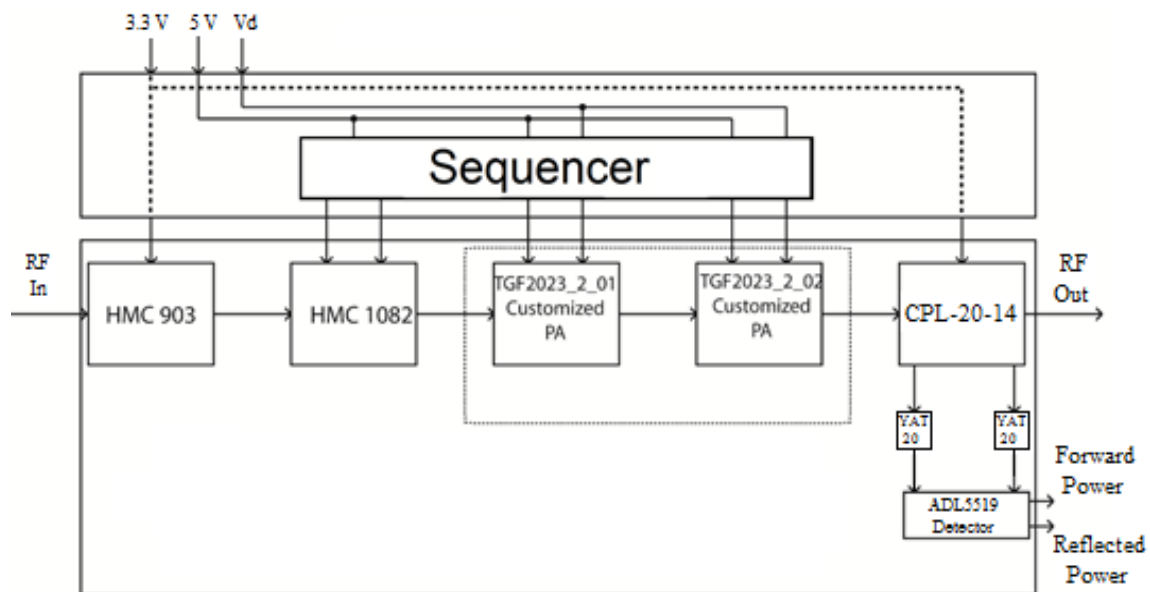 3.3 V 5 V Vd
Sequencer
RF
In
HMC 903
HMC 1082
TGF2023_2_01
Customized
PA
TGF2023_2_02
Customized
PA
CPL-20-14
RF
Out
YAT
20
YAT
20
Forward
Power
ADL5519
Detector
Reflected
Power